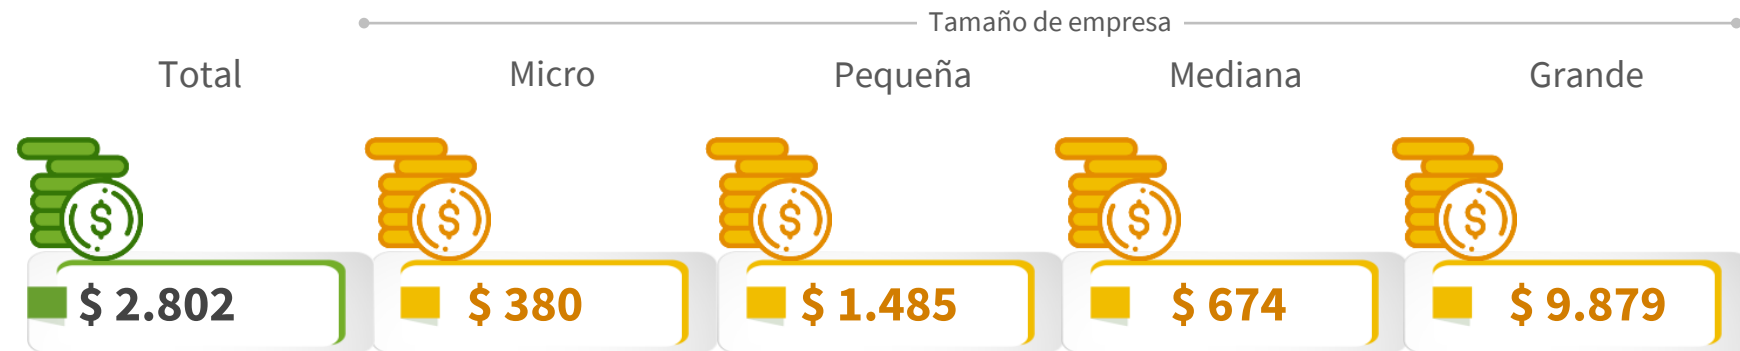 Tamaño de empresa
Total Micro Pequeña Mediana Grande
$ $ $ $ $
$ 2.802 $ 380 $ 1.485 $ 674 $ 9.879